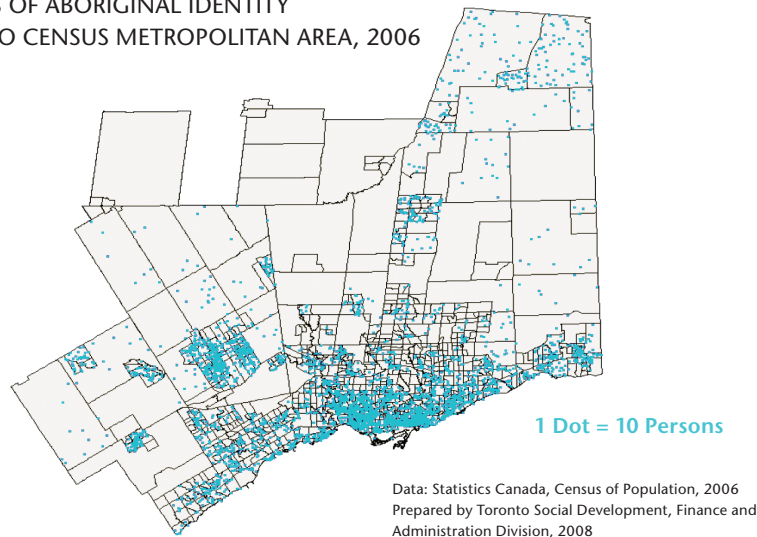 OF ABORIGINAL IDENTITY
CENSUS METROPOLITAN AREA, 2006
1 Dot = 10 Persons
Data: Statistics Canada, Census of Population, 2006
Prepared by Toronto Social Development, Finance and
Administration Division, 2008